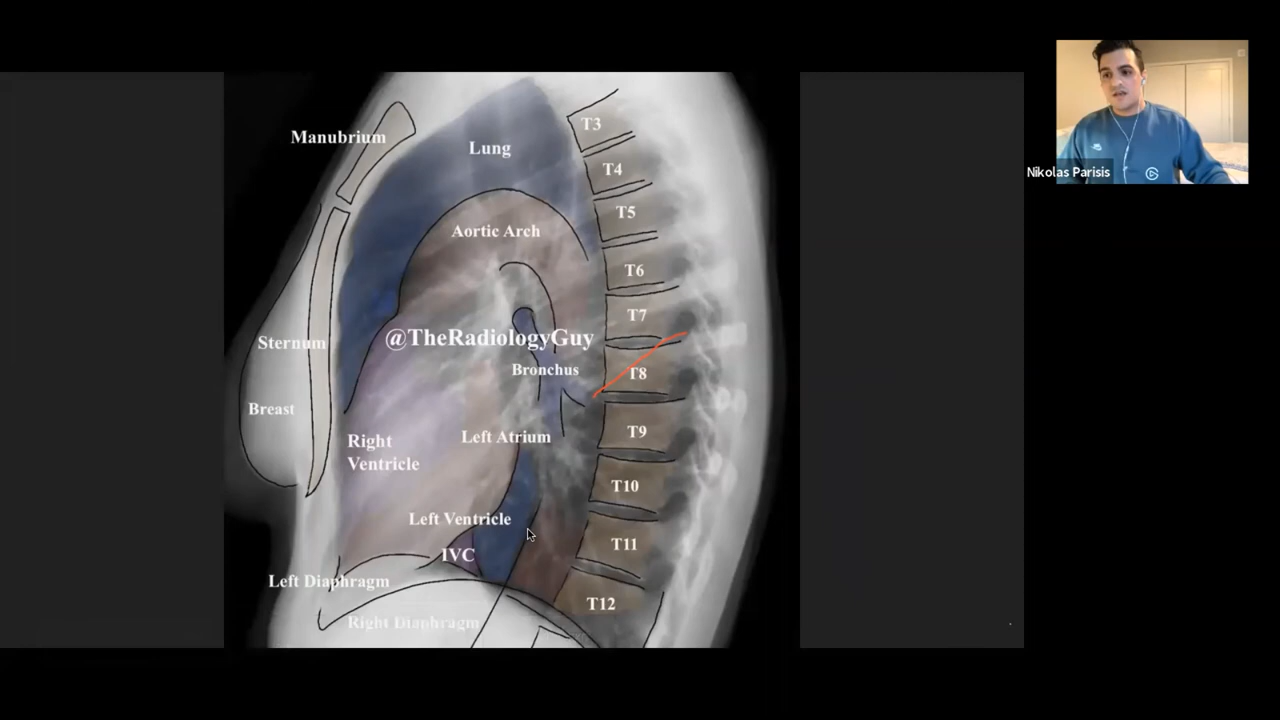 Manubrium
Lung
T3
T4
T5
Aortic Arch
T6
T7
@TheRadiologyGuy
Sternum
Bronchus
T8
Breast
Left Atrium
T9
Right
Ventricle
T10
Left Ventricle
T11
IVC
Left Diaphragm
T12
Right Diaphragm
Nikolas Parisis